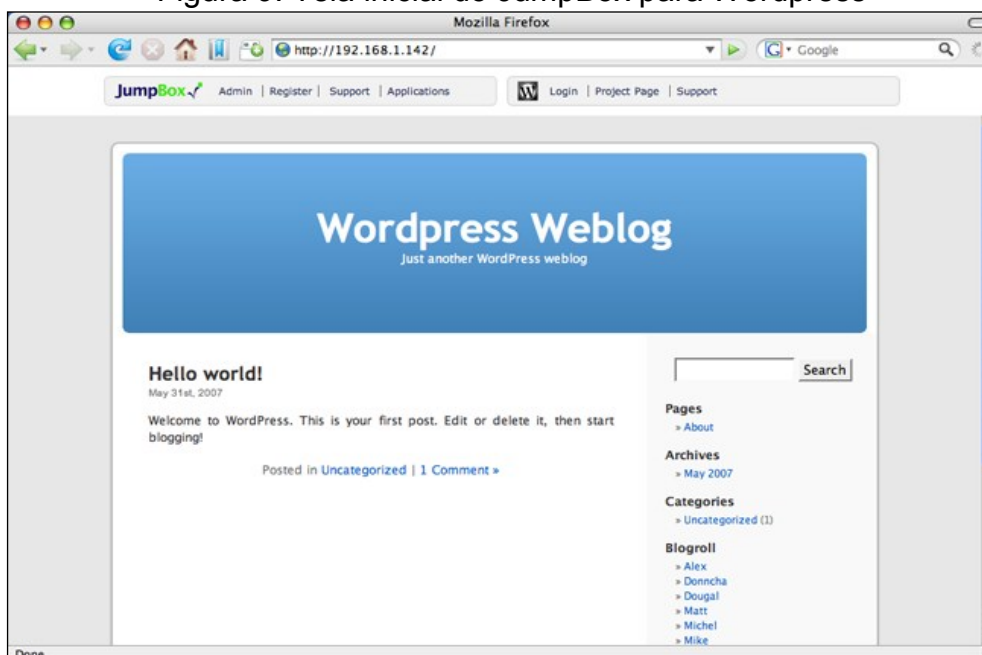 Figura 6: Tela inicial do JumpBox para Wordpress
Mozilla Firefox
http://192.168.1.142/
G Google
JumpBox Admin | Register | Support | Applications
W Login | Project Page | Support
Wordpress Weblog
Just another WordPress weblog
Hello world!
May 31st, 2007
Welcome to WordPress. This is your first post. Edit or delete it, then start
blogging!
Posted in Uncategorized | 1 Comment »
Search
Pages
» About
Archives
» May 2007
Categories
» Uncategorized (1)
Blogroll
» Alex
» Donncha
» Dougal
» Matt
» Michel
» Mike
Done